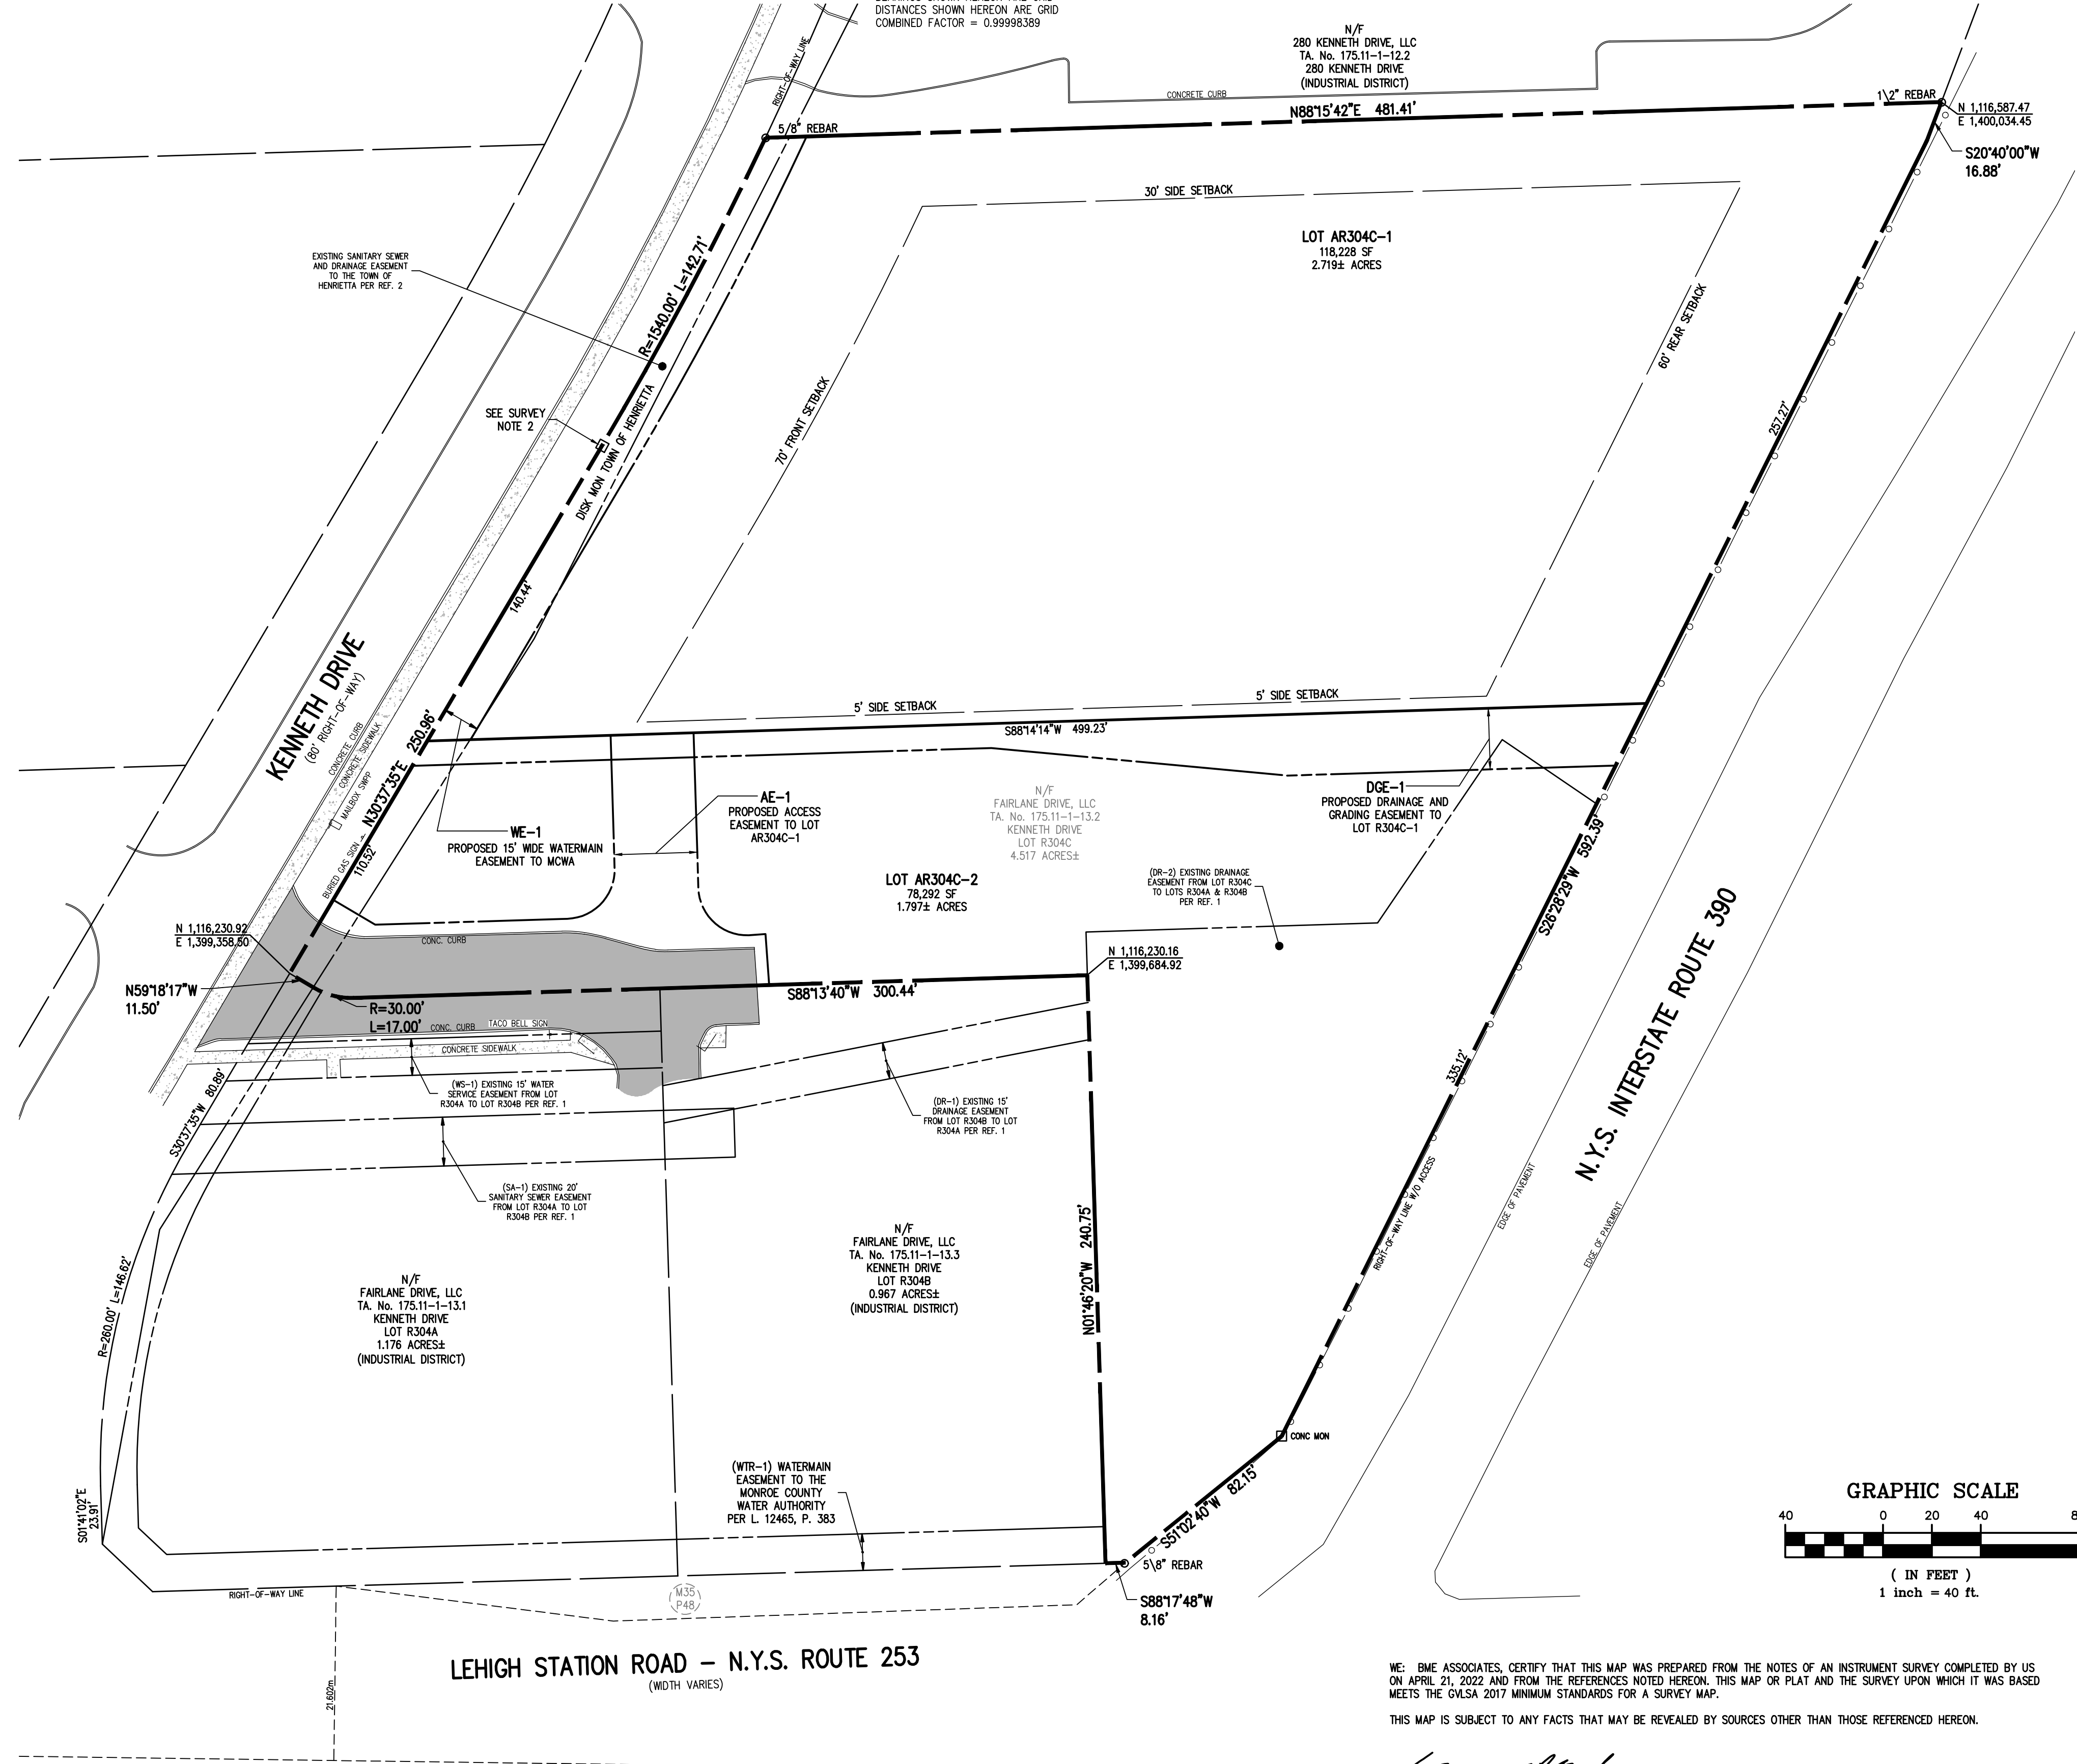 DISTANCES SHOWN HEREON ARE GRID
COMBINED FACTOR = 0.99998389
RIGHT-OF-WAY LINE
N/F
280 KENNETH DRIVE, LLC
TA. No. 175.11-1-12.2
280 KENNETH DRIVE
(INDUSTRIAL DISTRICT)
CONCRETE CURB
1\2" REBAR
N 1,116,587.47
E 1,400,034.45
N88°15'42"E 481.41'
5/8" REBAR
S20°40'00"W
16.88'
30' SIDE SETBACK
LOT AR304C-1
118,228 SF
2.719± ACRES
EXISTING SANITARY SEWER
AND DRAINAGE EASEMENT
TO THE TOWN OF
HENRIETTA PER REF. 2
R=1540.00' L=142.71'
60' REAR SETBACK
70' FRONT SETBACK
SEE SURVEY
NOTE 2
DISK MON TOWN OF HENRIETTA
257.27'
140.44'
KENNETH DRIVE
(80' RIGHT-OF-WAY)
CONCRETE CURB
CONCRETE SIDEWALK
MAILBOX SWPP
N30°37'35"E 250.96'
BURIED GAS SIGN
110.52'
5' SIDE SETBACK
5' SIDE SETBACK
S88°14'14"W 499.23'
WE-1
PROPOSED 15' WIDE WATERMAIN
EASEMENT TO MCWA
AE-1
PROPOSED ACCESS
EASEMENT TO LOT
AR304C-1
N/F
FAIRLANE DRIVE, LLC
TA. No. 175.11-1-13.2
KENNETH DRIVE
LOT R304C
4.517 ACRES±
DGE-1
PROPOSED DRAINAGE AND
GRADING EASEMENT TO
LOT R304C-1
LOT AR304C-2
78,292 SF
1.797± ACRES
(DR-2) EXISTING DRAINAGE
EASEMENT FROM LOT R304C
TO LOTS R304A & R304B
PER REF. 1
S26°28'29"W 592.39'
N.Y.S. INTERSTATE ROUTE 390
N 1,116,230.92
E 1,399,358.50
CONC. CURB
N 1,116,230.16
E 1,399,684.92
N59°18'17"W
11.50'
R=30.00'
L=17.00'
S88°13'40"W 300.44'
CONC. CURB
TACO BELL SIGN
CONCRETE SIDEWALK
335.12'
S30°37'35"W 80.89'
(WS-1) EXISTING 15' WATER
SERVICE EASEMENT FROM LOT
R304A TO LOT R304B PER REF. 1
(DR-1) EXISTING 15'
DRAINAGE EASEMENT
FROM LOT R304B TO LOT
R304A PER REF. 1
(SA-1) EXISTING 20'
SANITARY SEWER EASEMENT
FROM LOT R304A TO LOT
R304B PER REF. 1
RIGHT-OF-WAY LINE W/O ACCESS
EDGE OF PAVEMENT
EDGE OF PAVEMENT
N01°46'20"W 240.75'
R=260.00' L=146.62'
N/F
FAIRLANE DRIVE, LLC
TA. No. 175.11-1-13.1
KENNETH DRIVE
LOT R304A
1.176 ACRES±
(INDUSTRIAL DISTRICT)
N/F
FAIRLANE DRIVE, LLC
TA. No. 175.11-1-13.3
KENNETH DRIVE
LOT R304B
0.967 ACRES±
(INDUSTRIAL DISTRICT)
CONC MON
S51°02'40"W 82.15'
(WTR-1) WATERMAIN
EASEMENT TO THE
MONROE COUNTY
WATER AUTHORITY
PER L. 12465, P. 383
S01°41'02"E
23.91'
5\8" REBAR
S88°17'48"W
8.16'
RIGHT-OF-WAY LINE
M35
P48
21.602m
LEHIGH STATION ROAD - N.Y.S. ROUTE 253
(WIDTH VARIES)
GRAPHIC SCALE
40 0 20 40
( IN FEET )
1 inch = 40 ft.
WE: BME ASSOCIATES, CERTIFY THAT THIS MAP WAS PREPARED FROM THE NOTES OF AN INSTRUMENT SURVEY COMPLETED BY US
ON APRIL 21, 2022 AND FROM THE REFERENCES NOTED HEREON. THIS MAP OR PLAT AND THE SURVEY UPON WHICH IT WAS BASED
MEETS THE GVLSA 2017 MINIMUM STANDARDS FOR A SURVEY MAP.
THIS MAP IS SUBJECT TO ANY FACTS THAT MAY BE REVEALED BY SOURCES OTHER THAN THOSE REFERENCED HEREON.